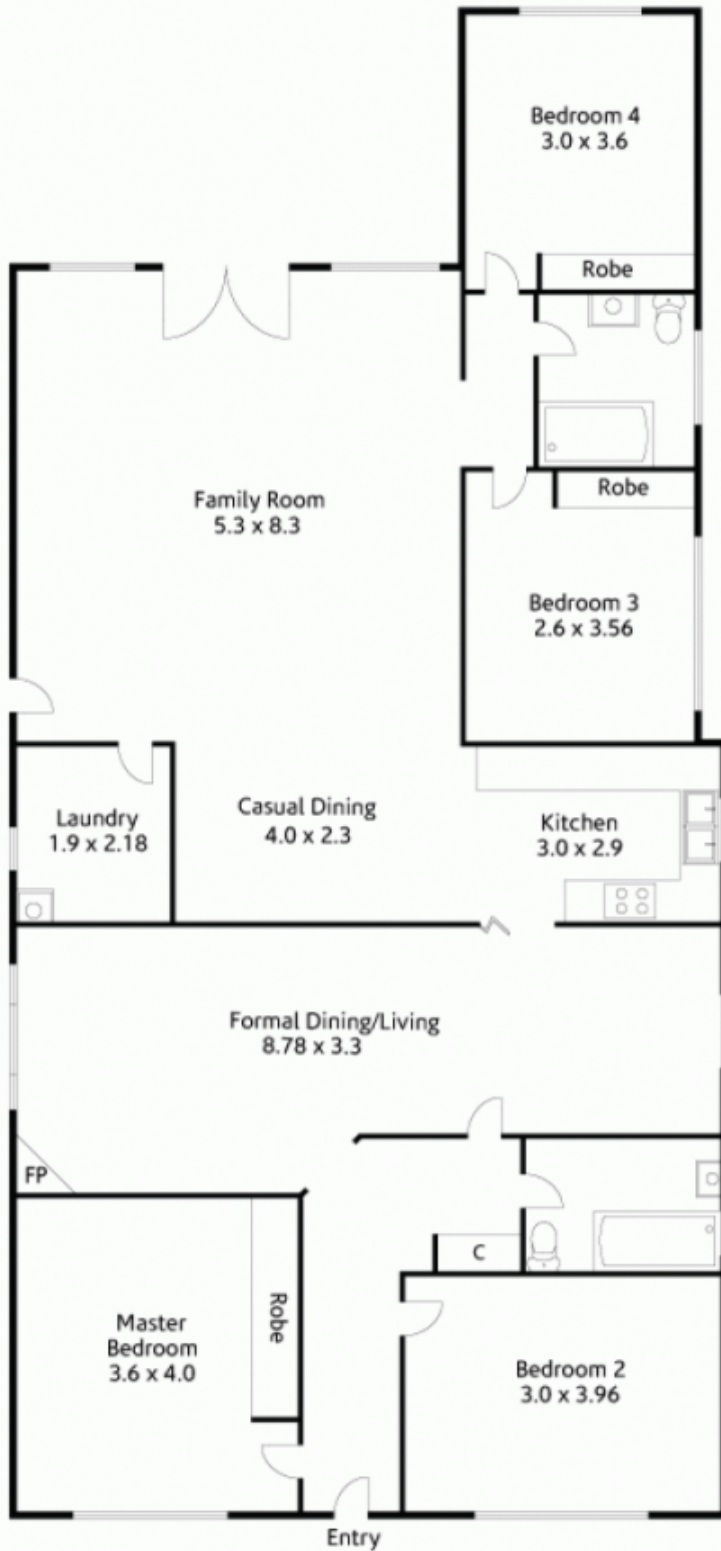 Bedroom 4
3.0 x 3.6
Robe
Family Room
5.3 x 8.3
Robe
Bedroom 3
2.6 x 3.56
Laundry
1.9 x 2.18
Casual Dining
4.0 x 2.3
Kitchen
3.0 x 2.9
Formal Dining/Living
8.78 x 3.3
FP
C
Robe
Master
Bedroom
3.6 x 4.0
Bedroom 2
3.0 x 3.96
Entry